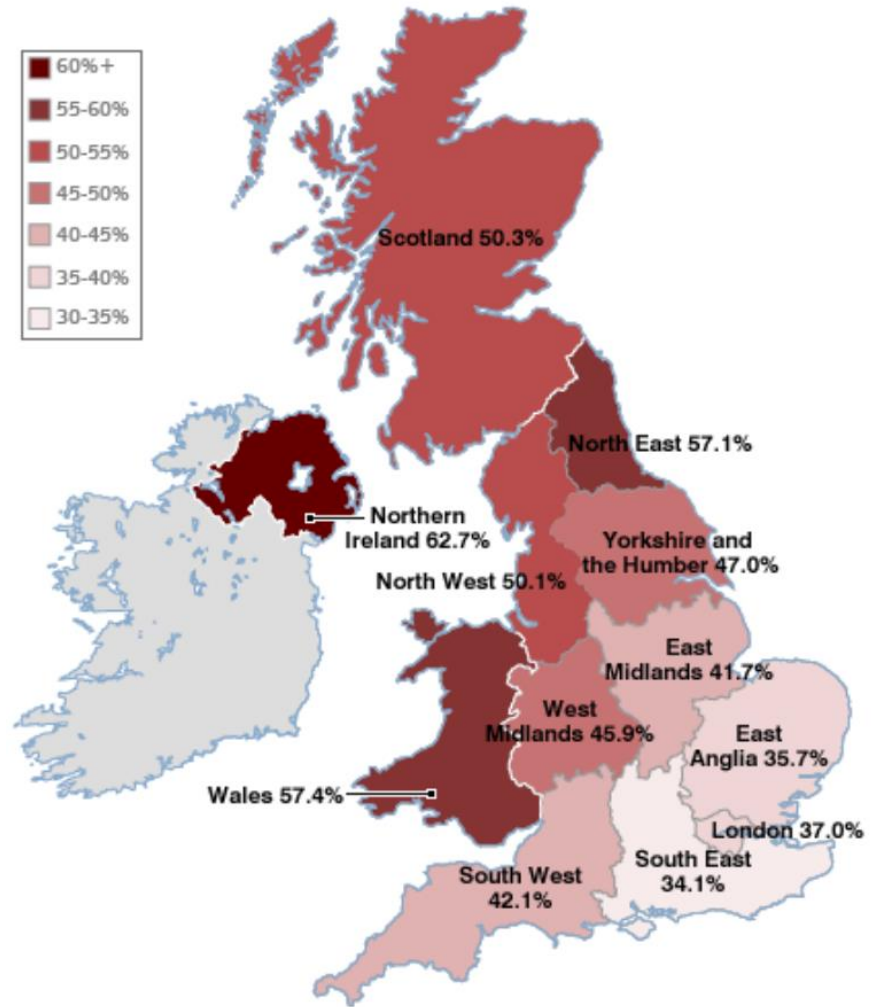 60%+
55-60%
50-55%
45-50%
40-45%
35-40%
30-35%
Scotland 50.3%
North East 57.1%
Northern
Ireland 62.7%
Yorkshire and
the Humber 47.0%
North West 50.1%
East
Midlands 41.7%
West
Midlands 45.9%
East
Anglia 35.7%
Wales 57.4%
London 37.0%
South East
34.1%
South West
42.1%